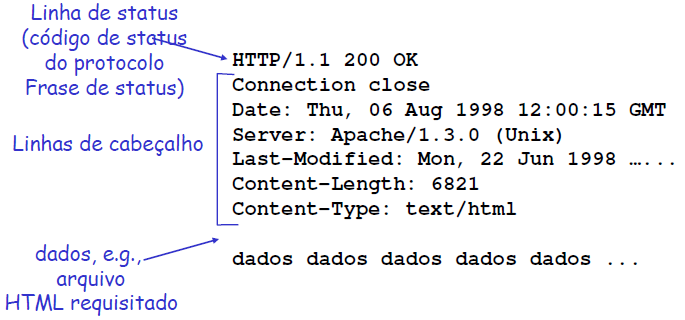 Linha de status
(código de status
do protocolo
Frase de status)
HTTP/1.1 200 OK
Connection close
Date: Thu, 06 Aug 1998 12:00:15 GMT
Server: Apache/1.3.0 (Unix)
Last-Modified: Mon, 22 Jun 1998 …...
Content-Length: 6821
Content-Type: text/html
Linhas de cabeçalho
dados, e.g.,
arquivo
HTML requisitado
dados dados dados dados dados ...